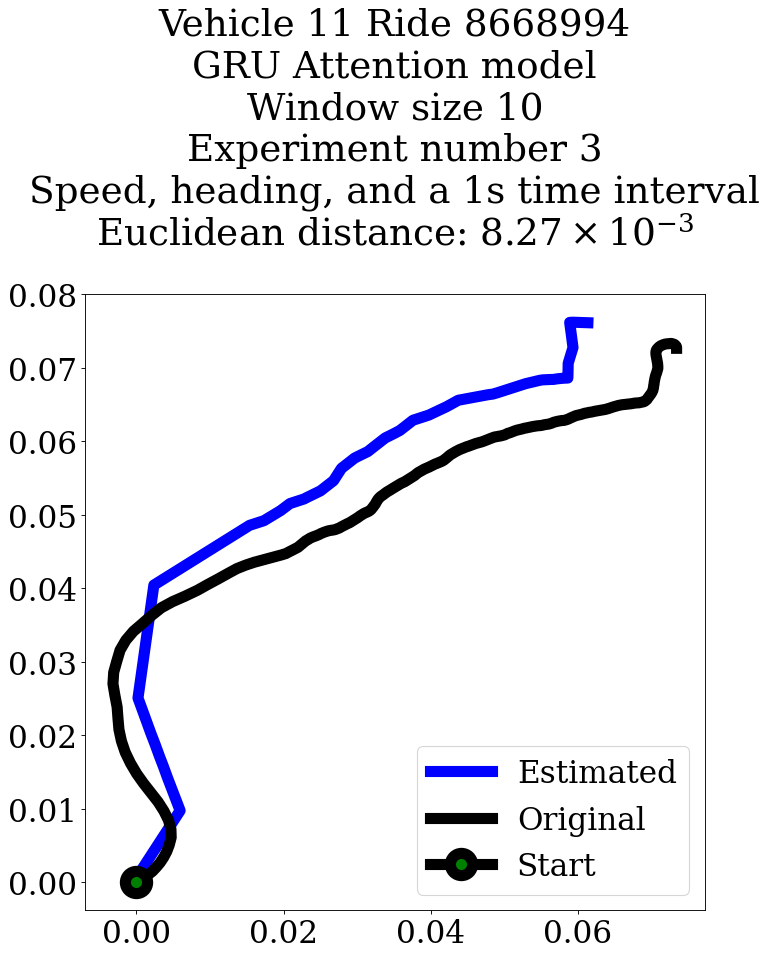 Vehicle 11 Ride 8668994
GRU Attention model
Window size 10
Experiment number 3
Speed, heading, and a 1s time interval
Euclidean distance: 8.27 × 10⁻³
0.08
0.07
0.06
0.05
0.04
0.03
0.02
0.01
0.00
Estimated
Original
Start
0.00 0.02 0.04 0.06